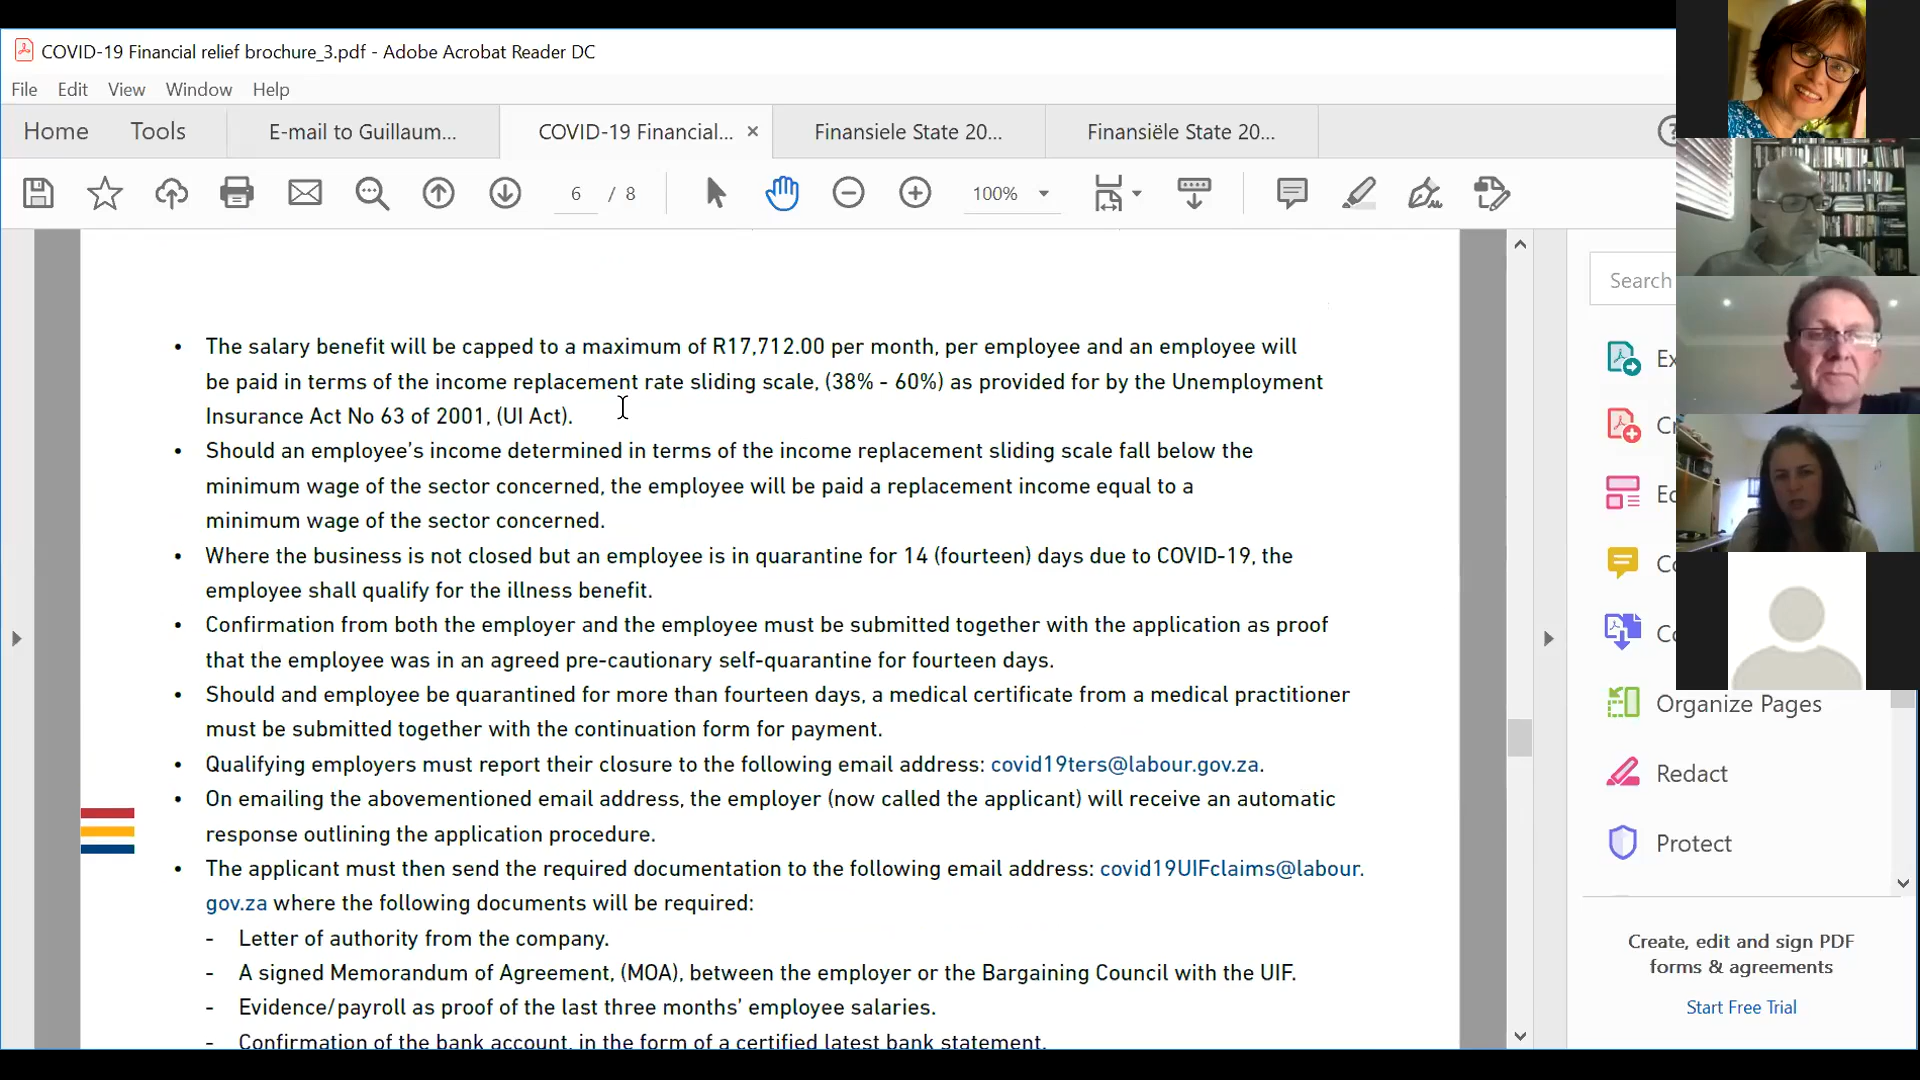 COVID-19 Financial relief brochure_3.pdf - Adobe Acrobat Reader DC
File Edit View Window Help
Home Tools E-mail to Guillaum... COVID-19 Financial... × Finansiele State 20... Finansiële State 20...
6 / 8 100%
• The salary benefit will be capped to a maximum of R17,712.00 per month, per employee and an employee will
be paid in terms of the income replacement rate sliding scale, (38% - 60%) as provided for by the Unemployment
Insurance Act No 63 of 2001, (UI Act).
• Should an employee's income determined in terms of the income replacement sliding scale fall below the
minimum wage of the sector concerned, the employee will be paid a replacement income equal to a
minimum wage of the sector concerned.
• Where the business is not closed but an employee is in quarantine for 14 (fourteen) days due to COVID-19, the
employee shall qualify for the illness benefit.
• Confirmation from both the employer and the employee must be submitted together with the application as proof
that the employee was in an agreed pre-cautionary self-quarantine for fourteen days.
• Should and employee be quarantined for more than fourteen days, a medical certificate from a medical practitioner
must be submitted together with the continuation form for payment.
• Qualifying employers must report their closure to the following email address: covid19ters@labour.gov.za.
• On emailing the abovementioned email address, the employer (now called the applicant) will receive an automatic
response outlining the application procedure.
• The applicant must then send the required documentation to the following email address: covid19UIFclaims@labour.
gov.za where the following documents will be required:
- Letter of authority from the company.
- A signed Memorandum of Agreement, (MOA), between the employer or the Bargaining Council with the UIF.
- Evidence/payroll as proof of the last three months' employee salaries.
- Confirmation of the bank account, in the form of a certified latest bank statement.
Search
Organize Pages
Redact
Protect
Create, edit and sign PDF
forms & agreements
Start Free Trial